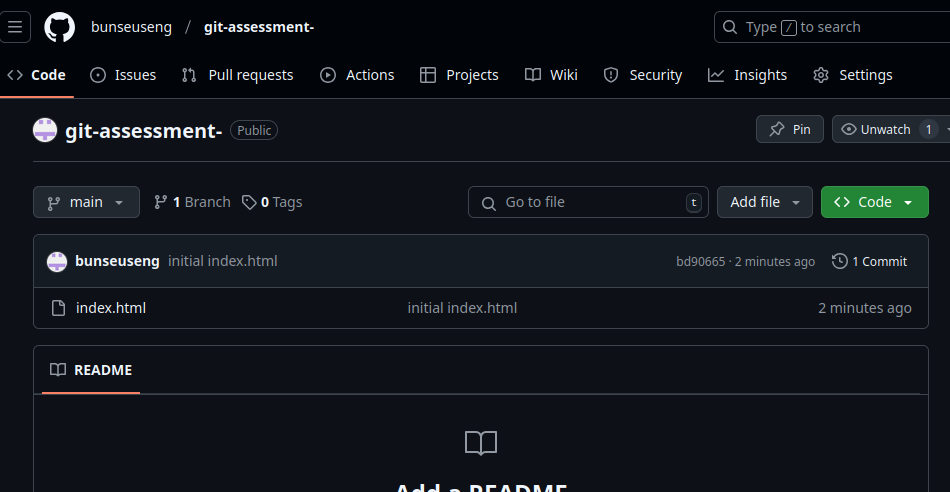 bunseuseng / git-assessment-
Type / to search
Code Issues Pull requests Actions Projects Wiki Security Insights Settings
git-assessment- Public
Pin Unwatch 1
main 1 Branch 0 Tags
Go to file t
Add file
Code
bunseuseng initial index.html bd90665 · 2 minutes ago 1 Commit
index.html initial index.html 2 minutes ago
README
Add a README